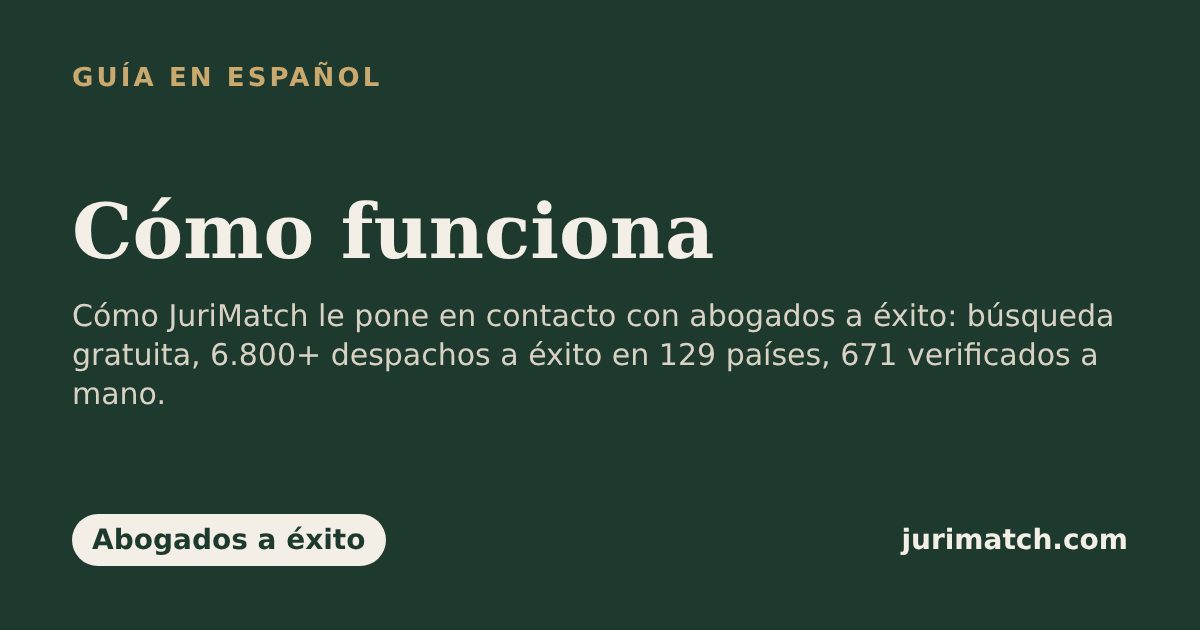 GUÍA EN ESPAÑOL
Cómo funciona
Cómo JuriMatch le pone en contacto con abogados a éxito: búsqueda
gratuita, 6.800+ despachos a éxito en 129 países, 671 verificados a
mano.
Abogados a éxito
jurimatch.com